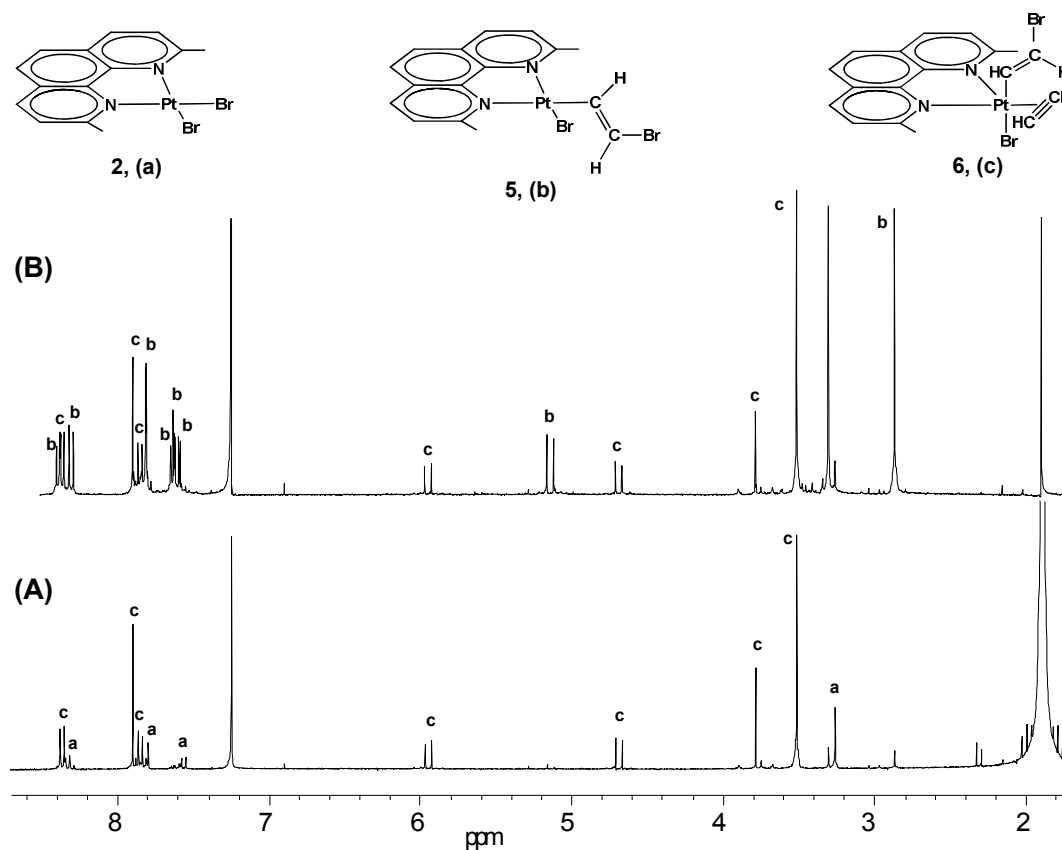 N N Pt Br Br
2, (a)
N N Pt Br H C C Br H
5, (b)
Br HC C H N N Pt HC Br
6, (c)
(B)
b c b c c b b b b c b c c c b
(A)
c a c c a a c c c c a
8 7 6 5 4 3 2
ppm